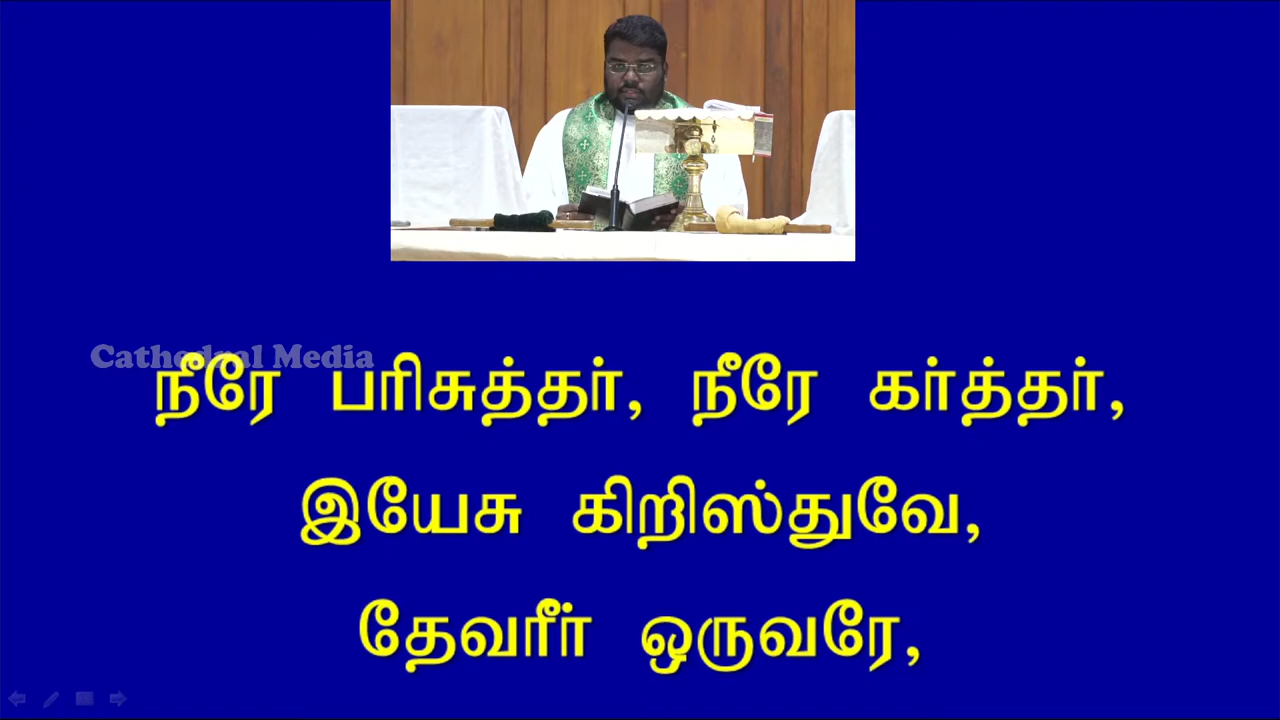 Cathedral Media
நீரே பரிசுத்தர், நீரே கர்த்தர்,
இயேசு கிறிஸ்துவே,
தேவரீர் ஒருவரே,